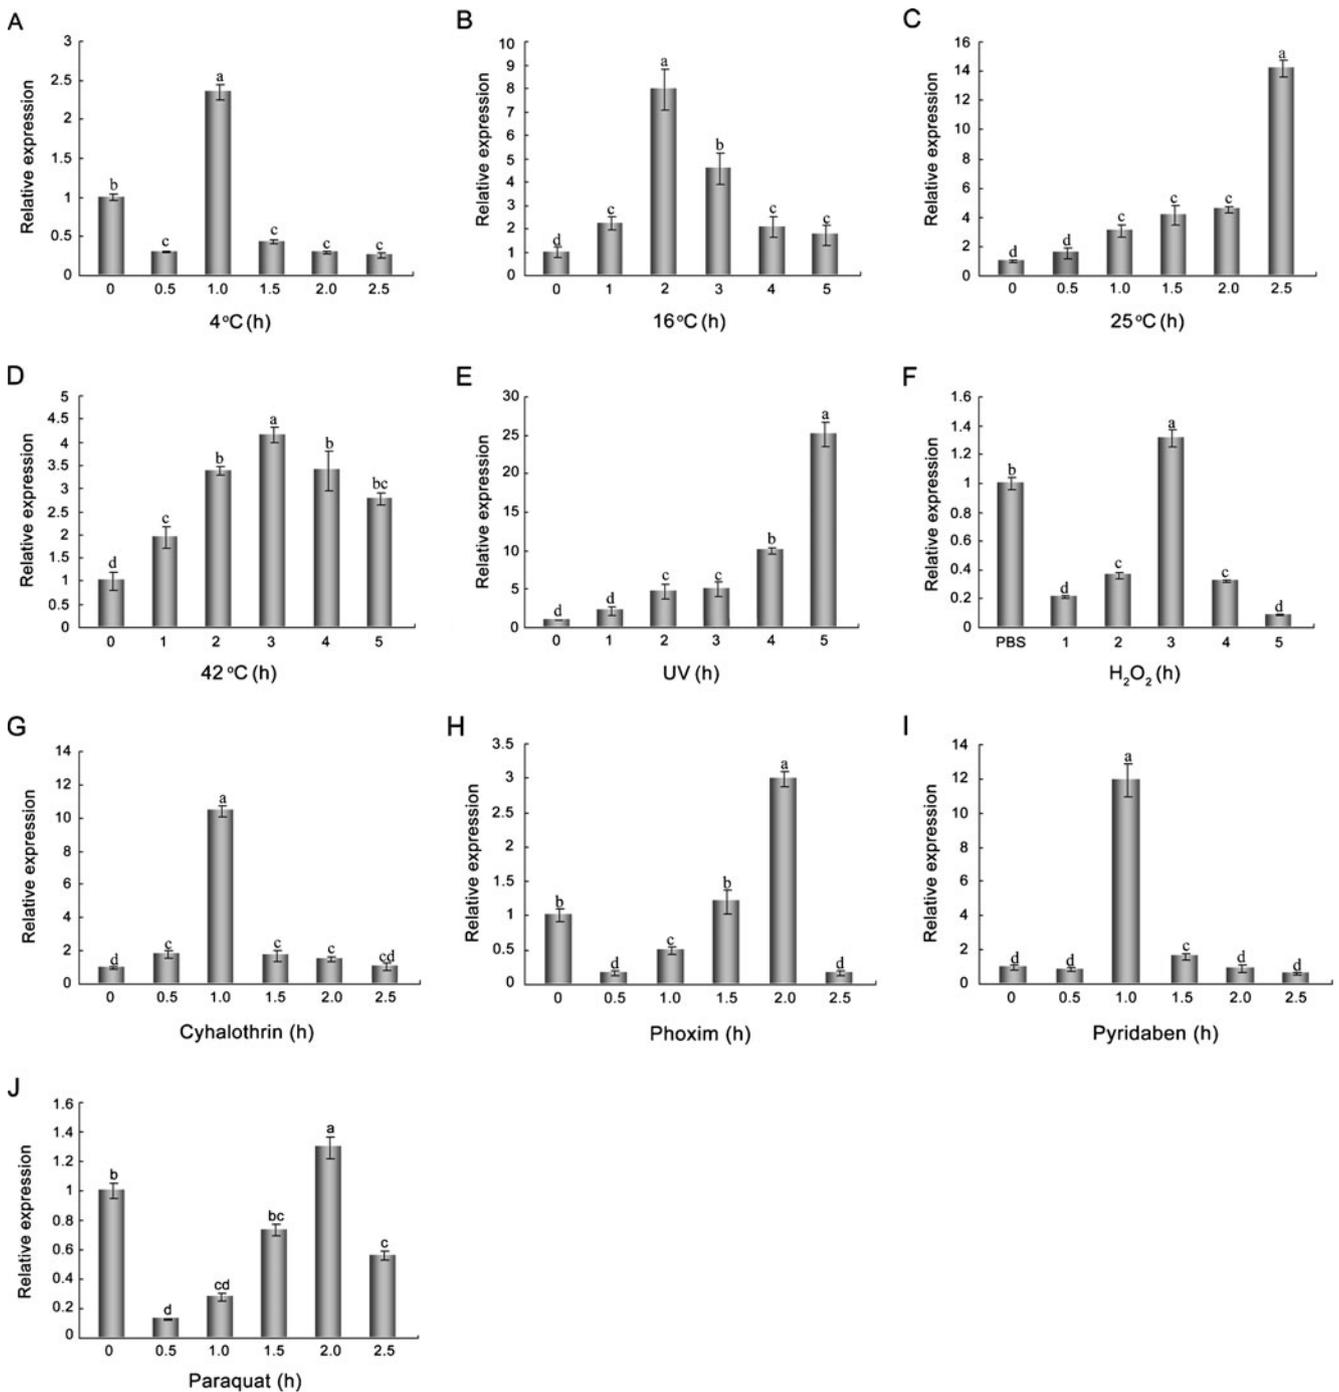 A
Relative expression
3
2.5
2
1.5
1
0.5
0
b
c
a
c
c
c
0 0.5 1.0 1.5 2.0 2.5
4°C (h)
B
Relative expression
10
9
8
7
6
5
4
3
2
1
0
d
c
a
b
c
c
0 1 2 3 4 5
16°C (h)
C
Relative expression
16
14
12
10
8
6
4
2
0
d
d
c
c
c
a
0 0.5 1.0 1.5 2.0 2.5
25°C (h)
D
Relative expression
5
4.5
4
3.5
3
2.5
2
1.5
1
0.5
0
d
c
b
a
b
bc
0 1 2 3 4 5
42°C (h)
E
Relative expression
30
25
20
15
10
5
0
d
d
c
c
b
a
0 1 2 3 4 5
UV (h)
F
Relative expression
1.6
1.4
1.2
1
0.8
0.6
0.4
0.2
0
b
d
c
a
c
d
PBS 1 2 3 4 5
H₂O₂ (h)
G
Relative expression
14
12
10
8
6
4
2
0
d
c
a
c
c
cd
0 0.5 1.0 1.5 2.0 2.5
Cyhalothrin (h)
H
Relative expression
3.5
3
2.5
2
1.5
1
0.5
0
b
d
c
b
a
d
0 0.5 1.0 1.5 2.0 2.5
Phoxim (h)
I
Relative expression
14
12
10
8
6
4
2
0
d
d
a
c
d
d
0 0.5 1.0 1.5 2.0 2.5
Pyridaben (h)
J
Relative expression
1.6
1.4
1.2
1
0.8
0.6
0.4
0.2
0
b
d
cd
bc
a
c
0 0.5 1.0 1.5 2.0 2.5
Paraquat (h)